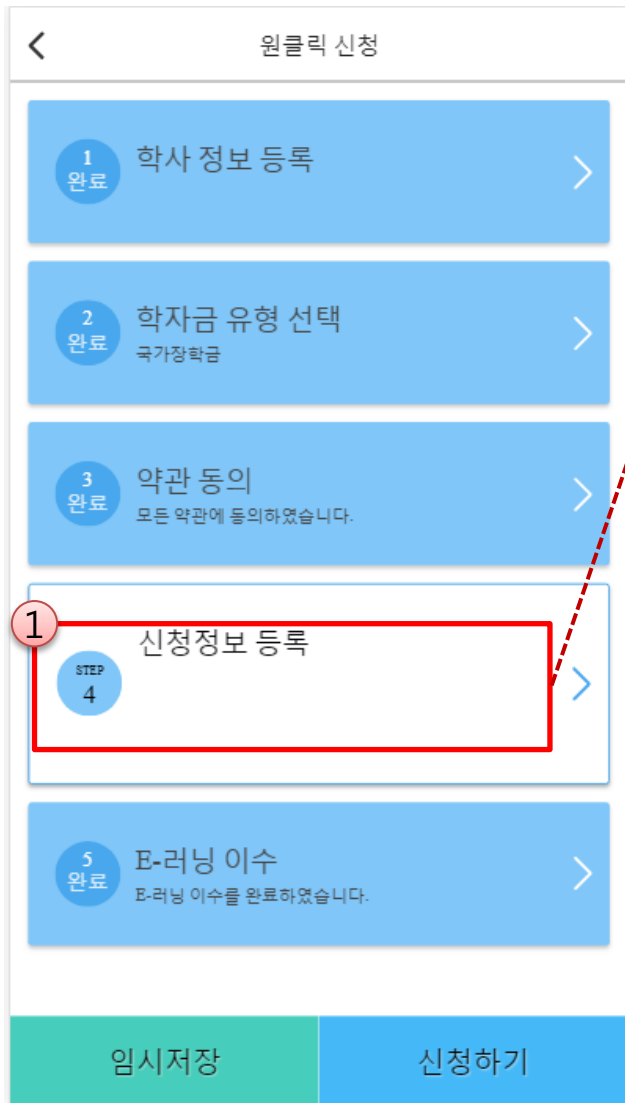 원클릭 신청
1
완료
학사 정보 등록
2
완료
학자금 유형 선택
국가장학금
3
완료
약관 동의
모든 약관에 동의하였습니다.
1
STEP
4
신청정보 등록
5
완료
E-러닝 이수
E-러닝 이수를 완료하였습니다.
임시저장
신청하기